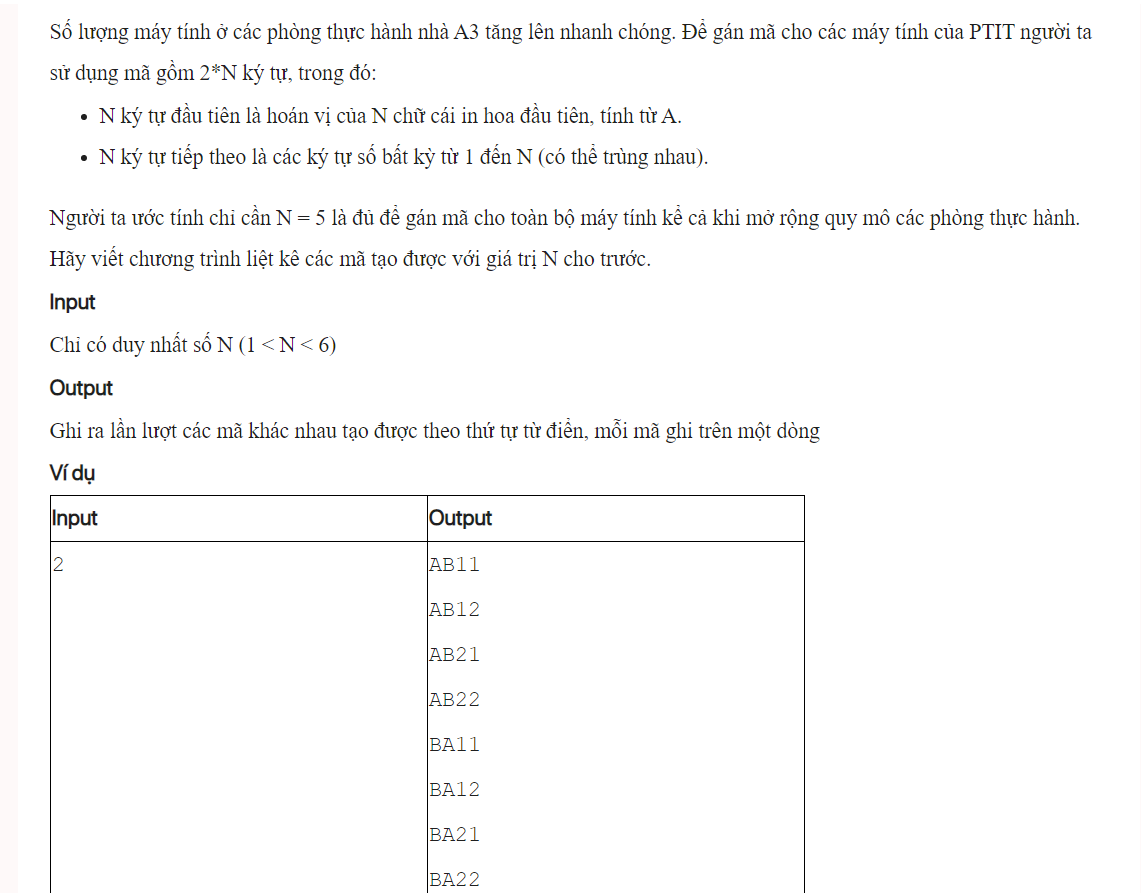 Số lượng máy tính ở các phòng thực hành nhà A3 tăng lên nhanh chóng. Để gán mã cho các máy tính của PTIT người ta
sử dụng mã gồm 2*N ký tự, trong đó:
• N ký tự đầu tiên là hoán vị của N chữ cái in hoa đầu tiên, tính từ A.
• N ký tự tiếp theo là các ký tự số bất kỳ từ 1 đến N (có thể trùng nhau).
Người ta ước tính chỉ cần N = 5 là đủ để gán mã cho toàn bộ máy tính kể cả khi mở rộng quy mô các phòng thực hành.
Hãy viết chương trình liệt kê các mã tạo được với giá trị N cho trước.
Input
Chỉ có duy nhất số N (1 < N < 6)
Output
Ghi ra lần lượt các mã khác nhau tạo được theo thứ tự từ điển, mỗi mã ghi trên một dòng
Ví dụ
Input Output
2 AB11
AB12
AB21
AB22
BA11
BA12
BA21
BA22